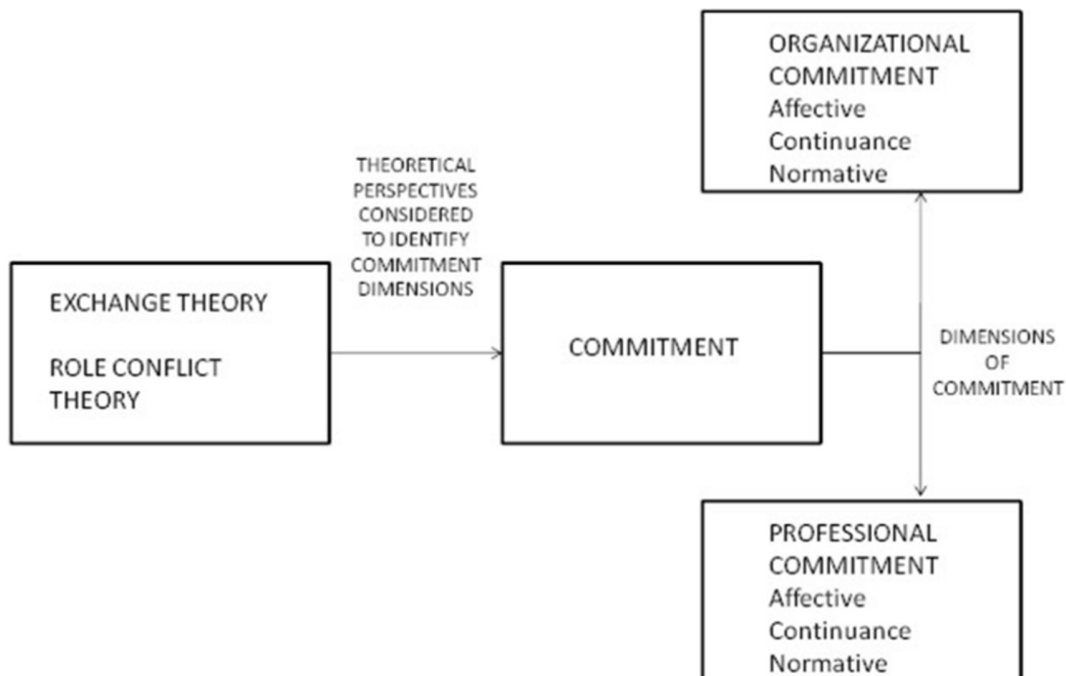 EXCHANGE THEORY
ROLE CONFLICT
THEORY
THEORETICAL
PERSPECTIVES
CONSIDERED
TO IDENTIFY
COMMITMENT
DIMENSIONS
COMMITMENT
ORGANIZATIONAL
COMMITMENT
Affective
Continuance
Normative
DIMENSIONS
OF
COMMITMENT
PROFESSIONAL
COMMITMENT
Affective
Continuance
Normative